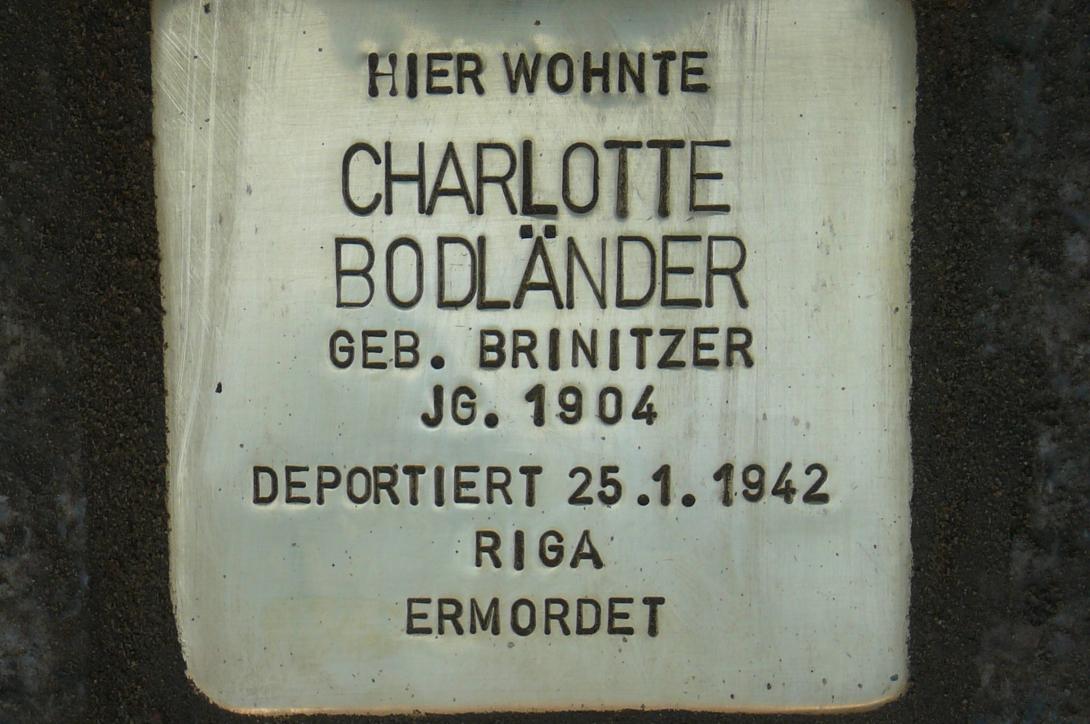 HIER WOHNTE
CHARLOTTE
BODLÄNDER
GEB. BRINITZER
JG. 1904
DEPORTIERT 25.1.1942
RIGA
ERMORDET